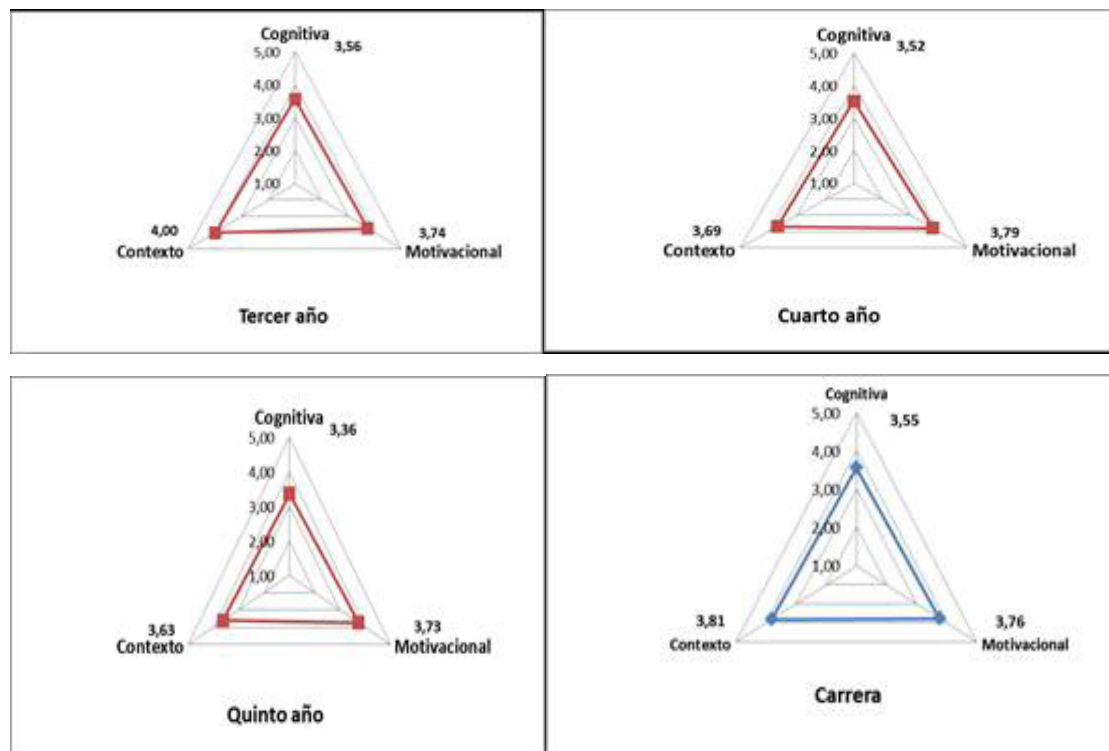 Cognitiva
5,00 3,56
4,00
3,00
2,00
1,00
4,00 3,74
Contexto Motivacional
Tercer año
Cognitiva
5,00 3,52
4,00
3,00
2,00
1,00
3,69 3,79
Contexto Motivacional
Cuarto año
Cognitiva
5,00 3,36
4,00
3,00
2,00
1,00
3,63 3,73
Contexto Motivacional
Quinto año
Cognitiva
5,00 3,55
4,00
3,00
2,00
1,00
3,81 3,76
Contexto Motivacional
Carrera